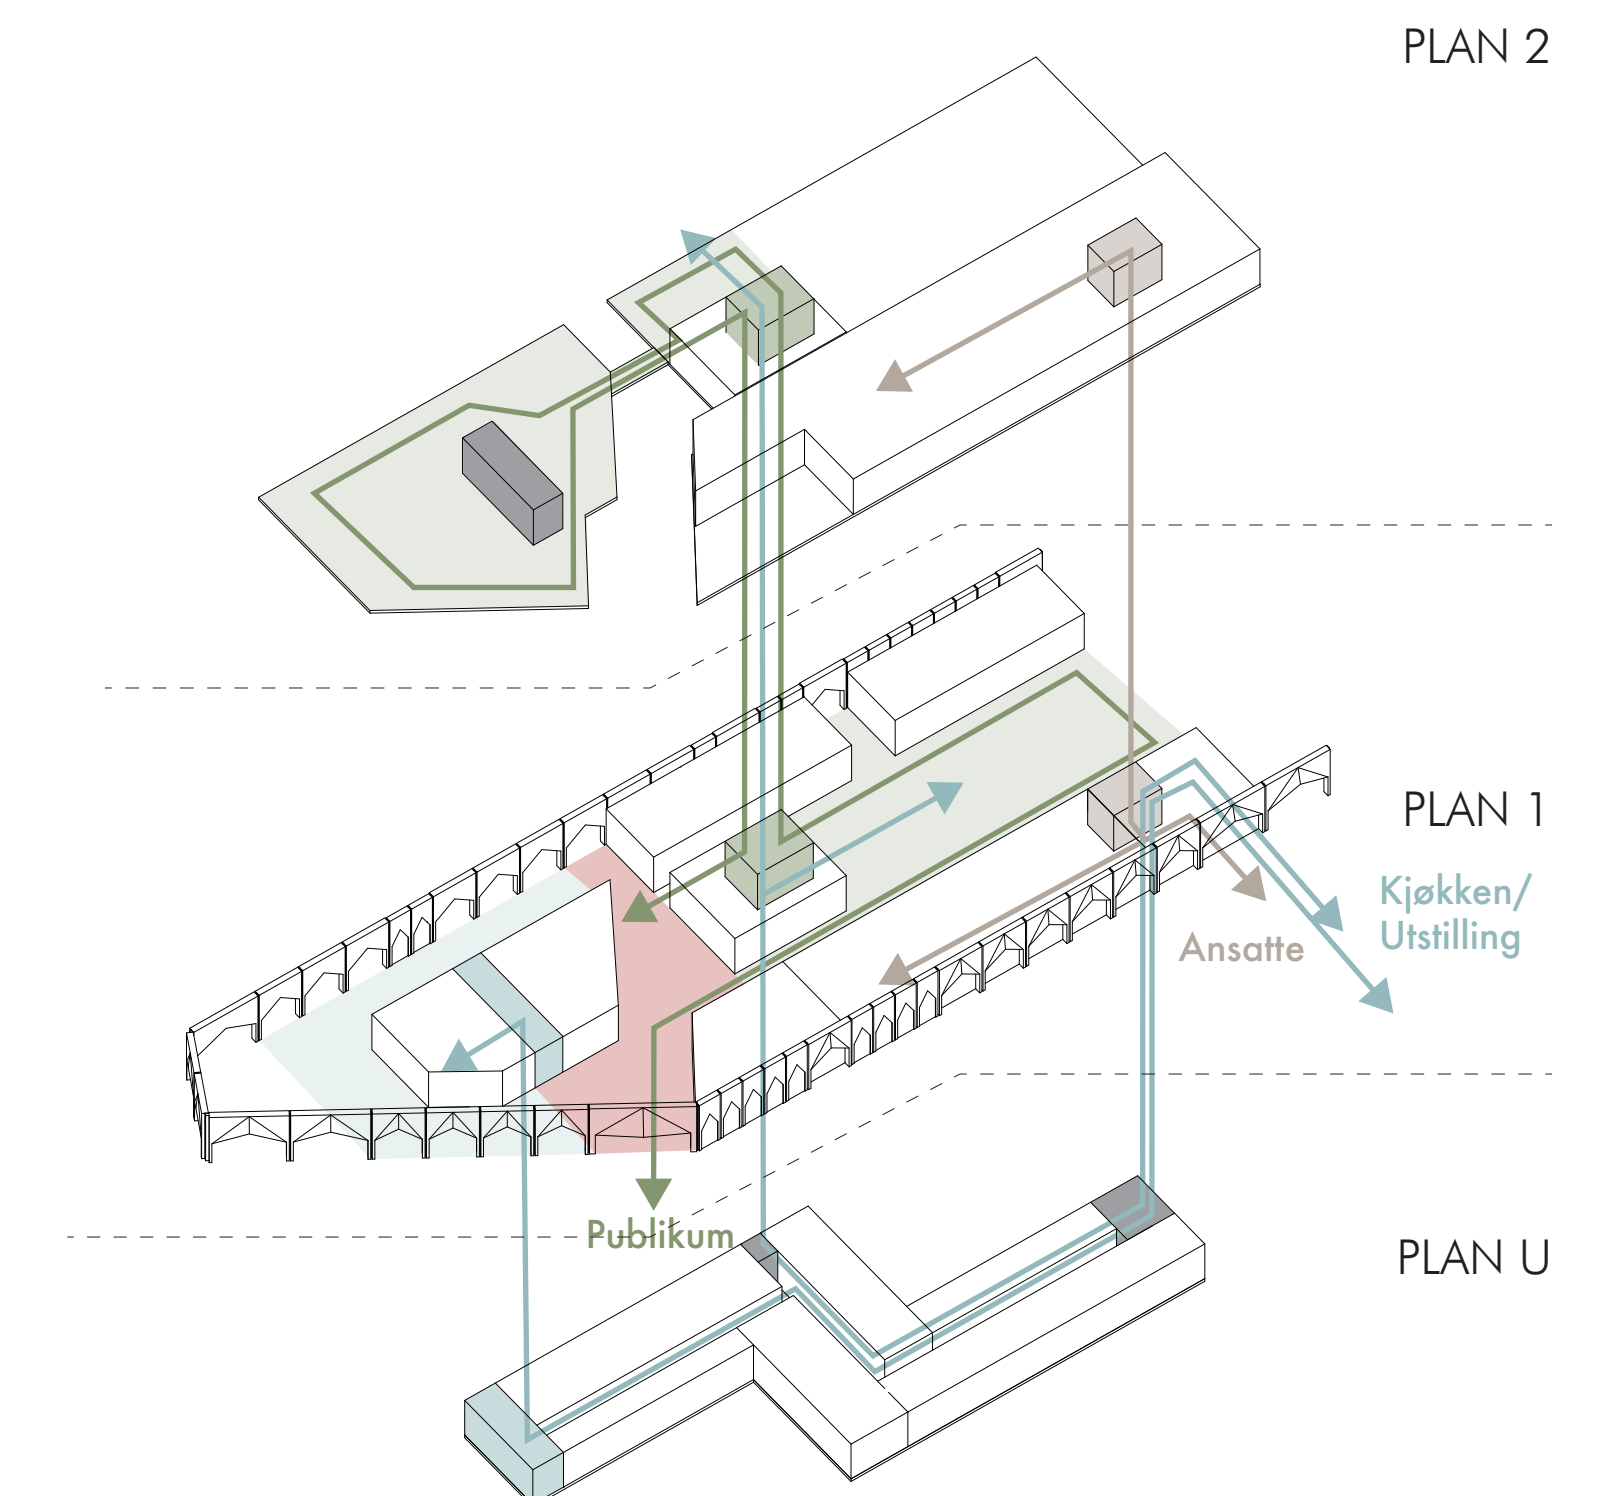 PLAN 2
PLAN 1
Kjøkken/
Utstilling
Ansatte
Publikum
PLAN U